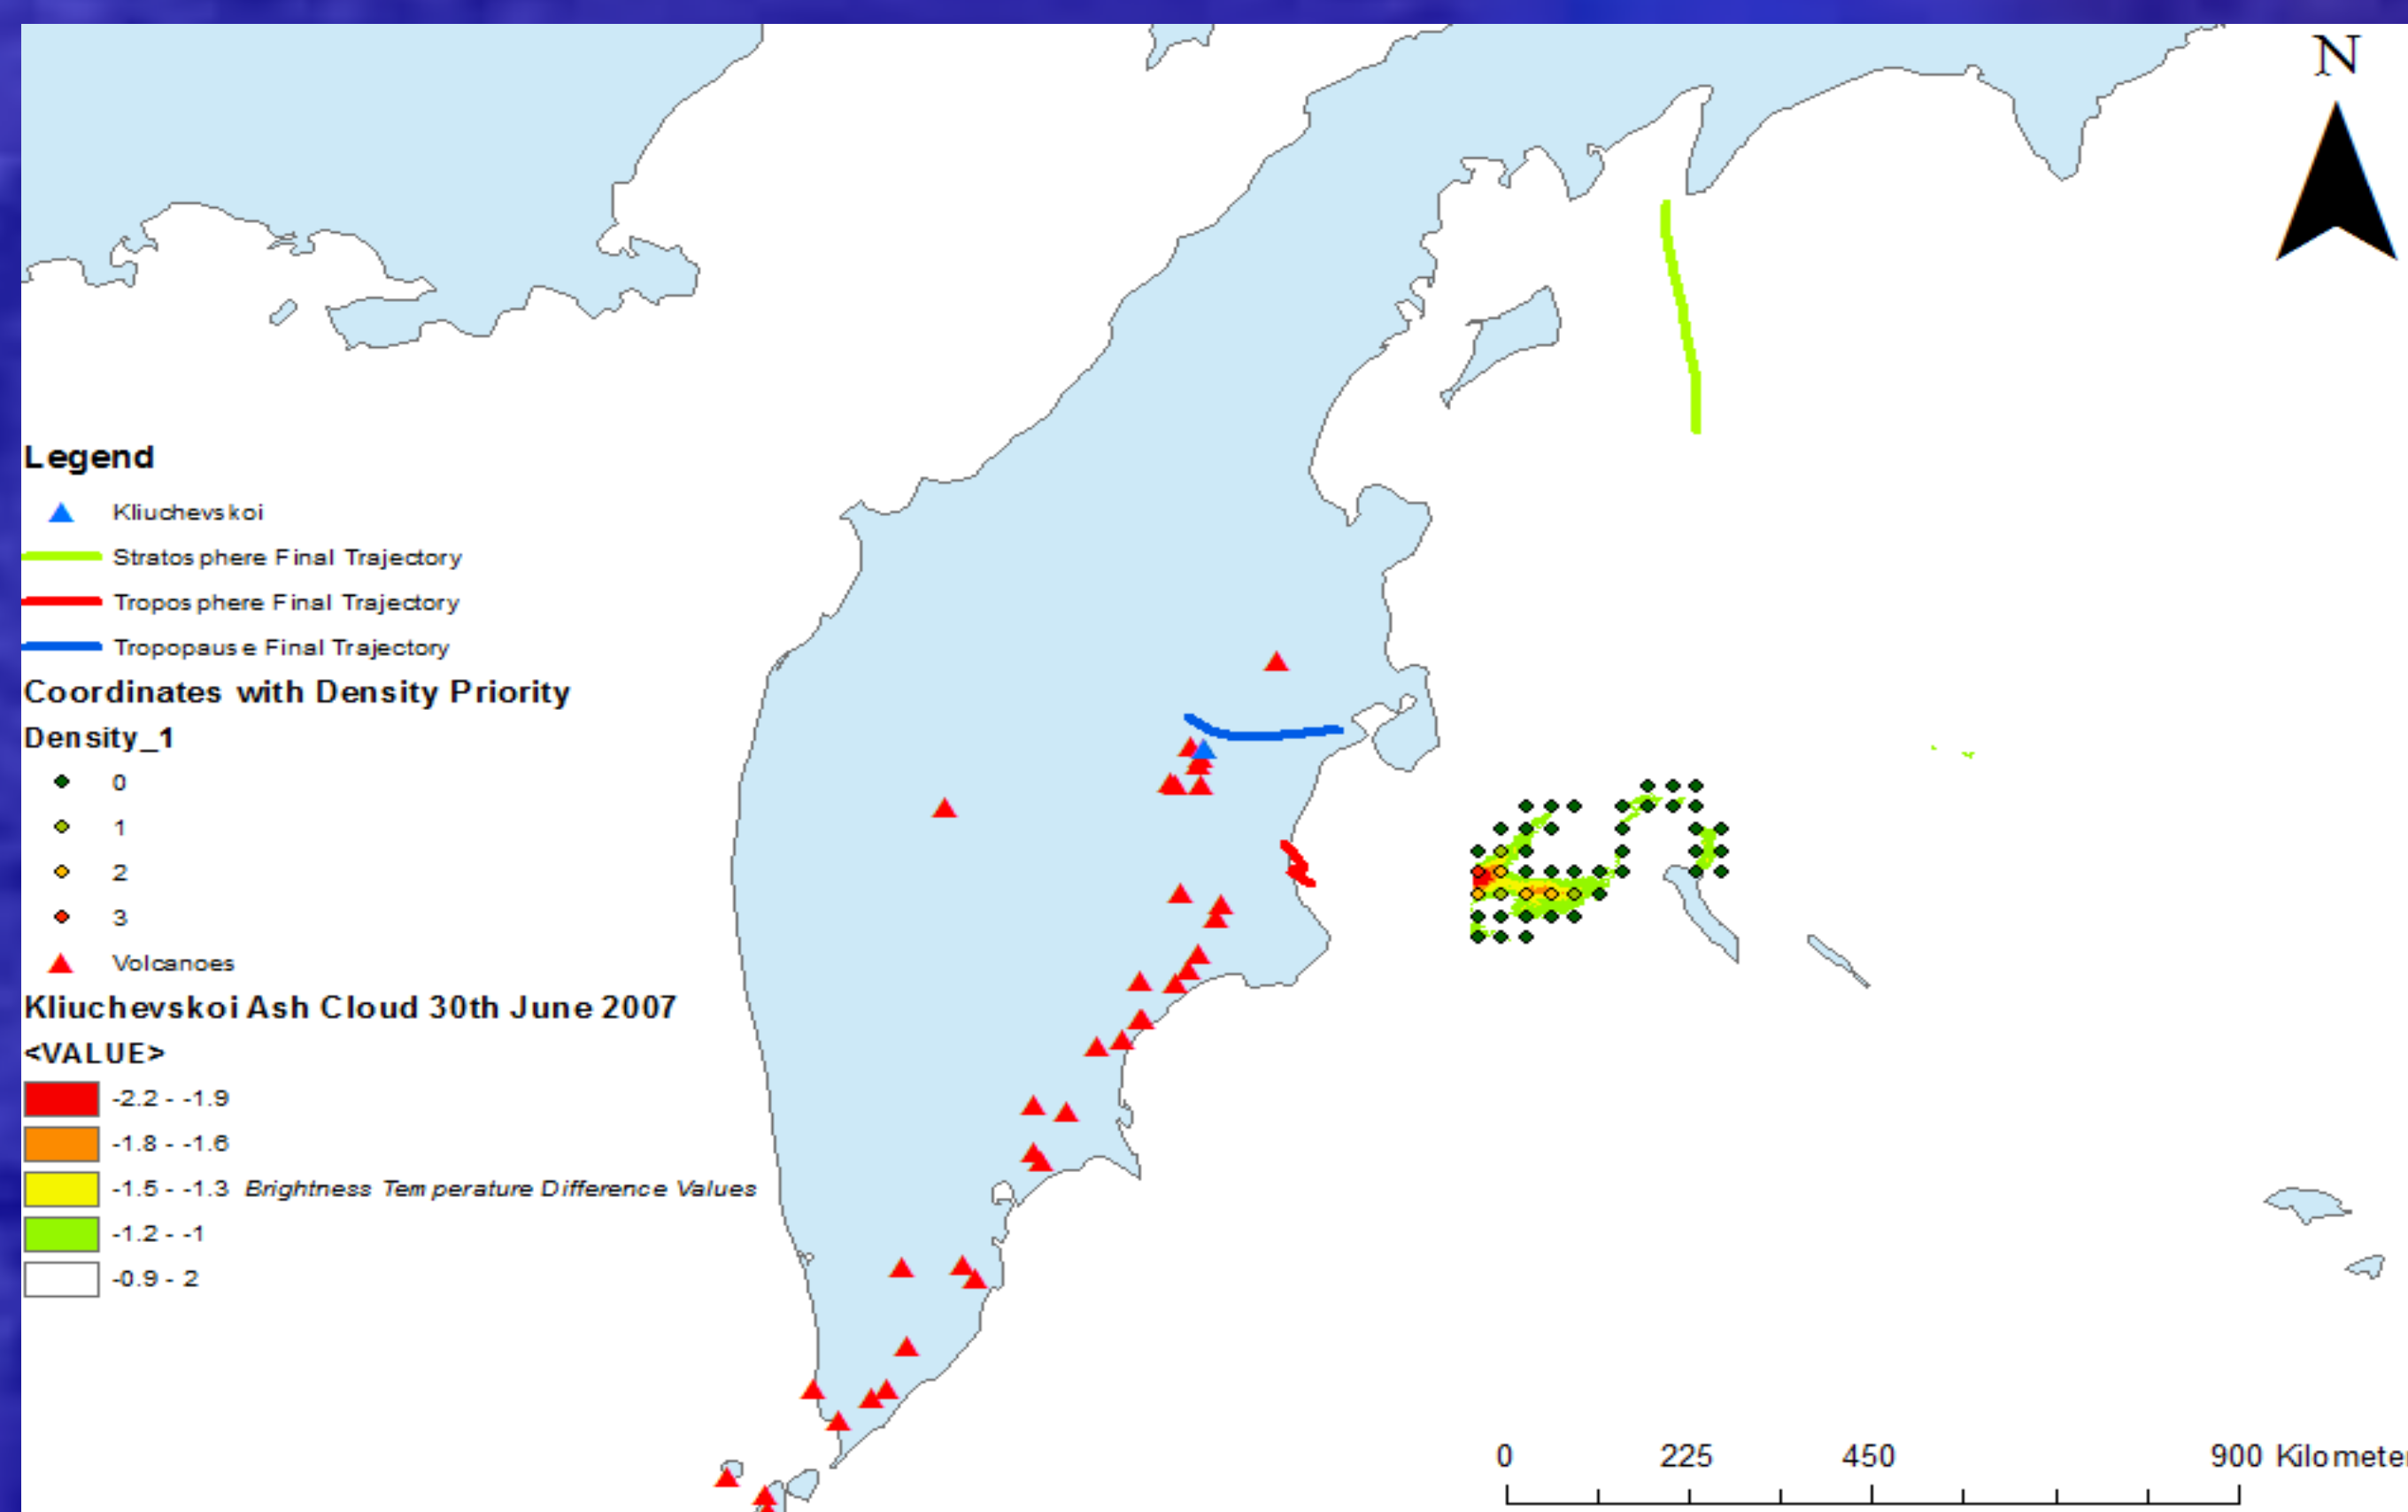 N
Legend
Kliuchevskoi
Stratosphere Final Trajectory
Troposphere Final Trajectory
Tropopause Final Trajectory
Coordinates with Density Priority
Density_1
0
1
2
3
Volcanoes
Kliuchevskoi Ash Cloud 30th June 2007
<VALUE>
-2.2 - -1.9
-1.8 - -1.6
-1.5 - -1.3 Brightness Temperature Difference Values
-1.2 - -1
-0.9 - 2
0 225 450 900 Kilometer